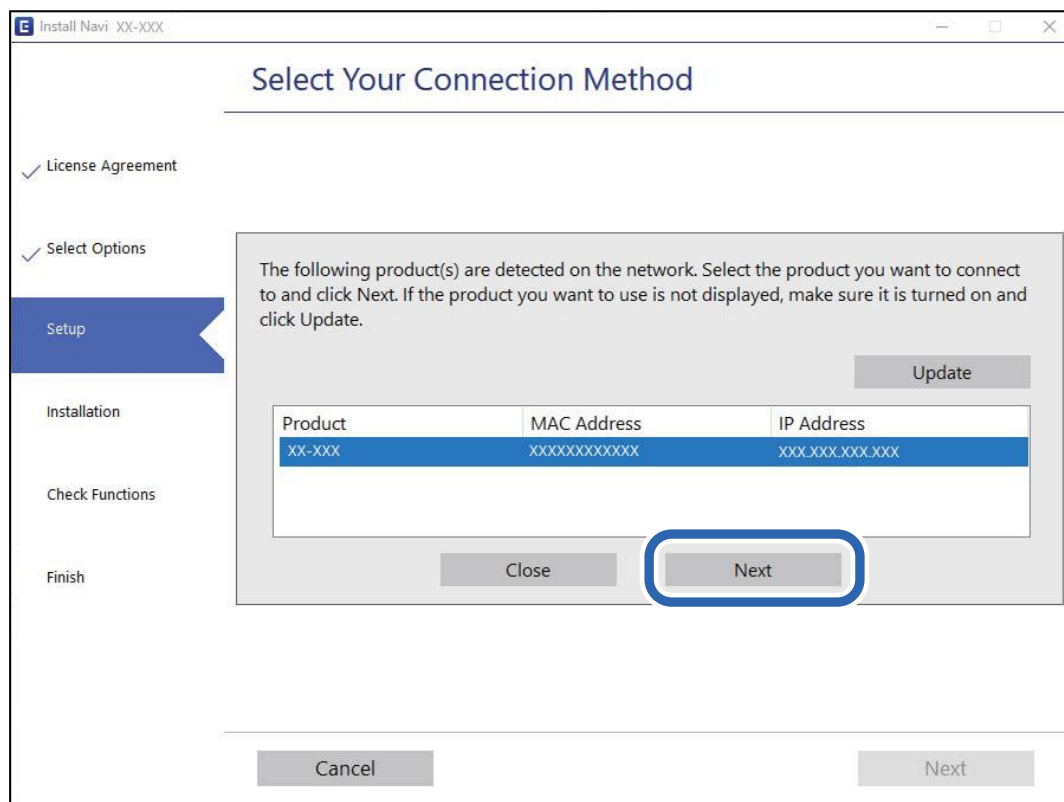 Install Navi XX-XXX
Select Your Connection Method
License Agreement
Select Options
Setup
Installation
Check Functions
Finish
The following product(s) are detected on the network. Select the product you want to connect
to and click Next. If the product you want to use is not displayed, make sure it is turned on and
click Update.
Update
Product MAC Address IP Address
XX-XXX XXXXXXXXXXXX XXX.XXX.XXX.XXX
Close Next
Cancel Next